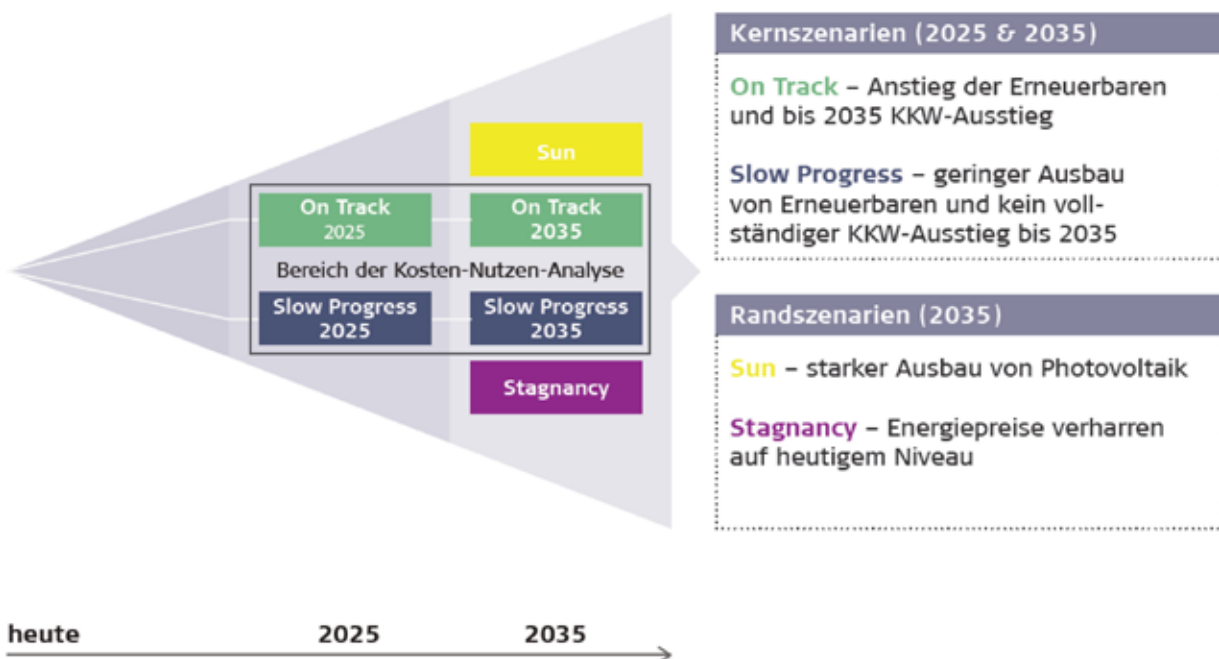 Sun
On Track
2025
On Track
2035
Bereich der Kosten-Nutzen-Analyse
Slow Progress
2025
Slow Progress
2035
Stagnancy
heute
2025
2035
Kernszenarien (2025 & 2035)
On Track – Anstieg der Erneuerbaren
und bis 2035 KKW-Ausstieg
Slow Progress – geringer Ausbau
von Erneuerbaren und kein voll-
ständiger KKW-Ausstieg bis 2035
Randszenarien (2035)
Sun – starker Ausbau von Photovoltaik
Stagnancy – Energiepreise verharren
auf heutigem Niveau